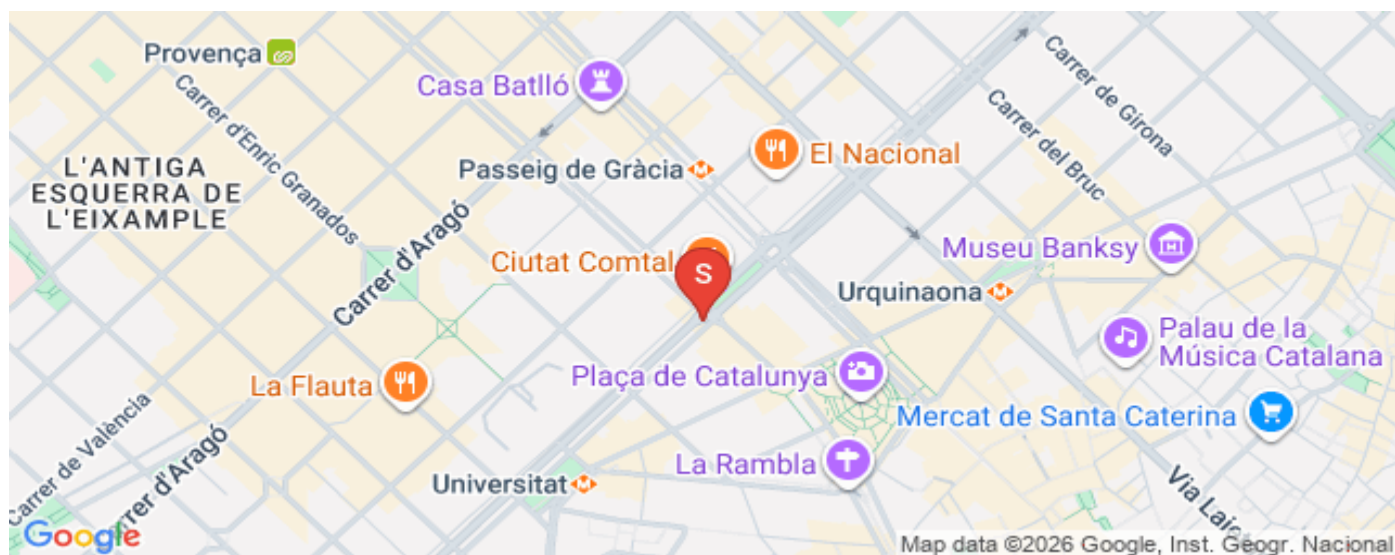 Provença
Carrer d'Enric Granados
Casa Batlló
Carrer de Girona
Carrer del Bruc
El Nacional
Passeig de Gràcia
L'ANTIGA
ESQUERRA DE
L'EIXAMPLE
Carrer d'Aragó
Ciutat Comtal
S
Museu Banksy
Urquinaona
Palau de la
Música Catalana
La Flauta
Plaça de Catalunya
Mercat de Santa Caterina
Carrer de València
Carrer d'Aragó
La Rambla
Universitat
Google
Map data ©2026 Google, Inst. Geogr. Nacional